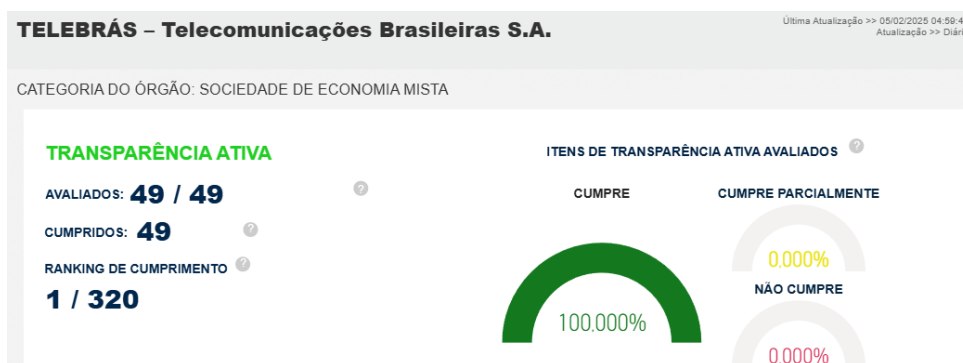 TELEBRÁS – Telecomunicações Brasileiras S.A.
Última Atualização >> 05/02/2025 04:59:4
Atualização >> Diári
CATEGORIA DO ÓRGÃO: SOCIEDADE DE ECONOMIA MISTA
TRANSPARÊNCIA ATIVA
AVALIADOS: 49 / 49
CUMPRIDOS: 49
RANKING DE CUMPRIMENTO
1 / 320
ITENS DE TRANSPARÊNCIA ATIVA AVALIADOS
CUMPRE
100,000%
CUMPRE PARCIALMENTE
0,000%
NÃO CUMPRE
0,000%